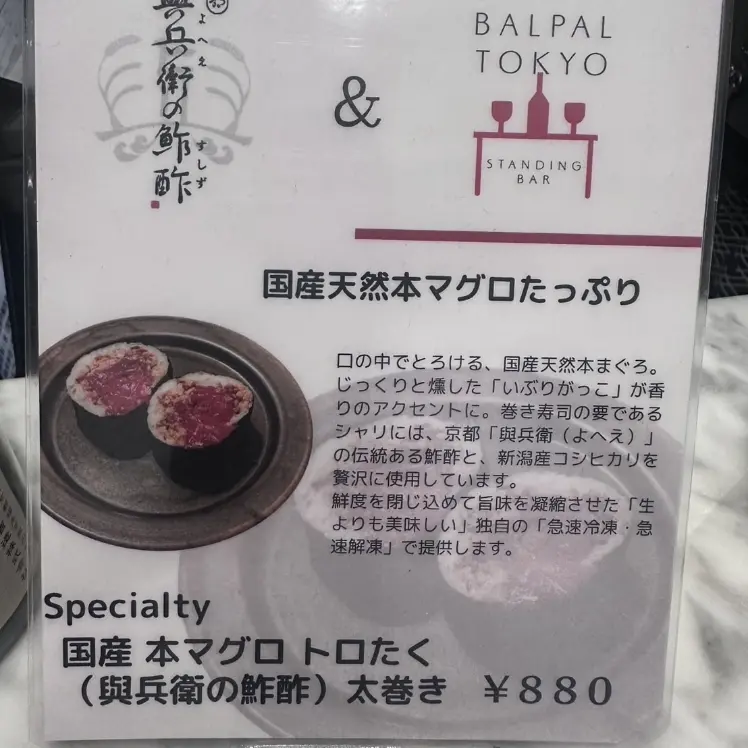 與兵衛の鮓酢
よへえ
すしず
&
BALPAL
TOKYO
STANDING
BAR
国産天然本マグロたっぷり
口の中でとろける、国産天然本まぐろ。
じっくりと燻した「いぶりがっこ」が香
りのアクセントに。巻き寿司の要である
シャリには、京都「與兵衛（よへえ）」
の伝統ある鮓酢と、新潟産コシヒカリを
贅沢に使用しています。
鮮度を閉じ込めて旨味を凝縮させた「生
よりも美味しい」独自の「急速冷凍・急
速解凍」で提供します。
Specialty
国産 本マグロ トロたく
（與兵衛の鮓酢）太巻き ￥880